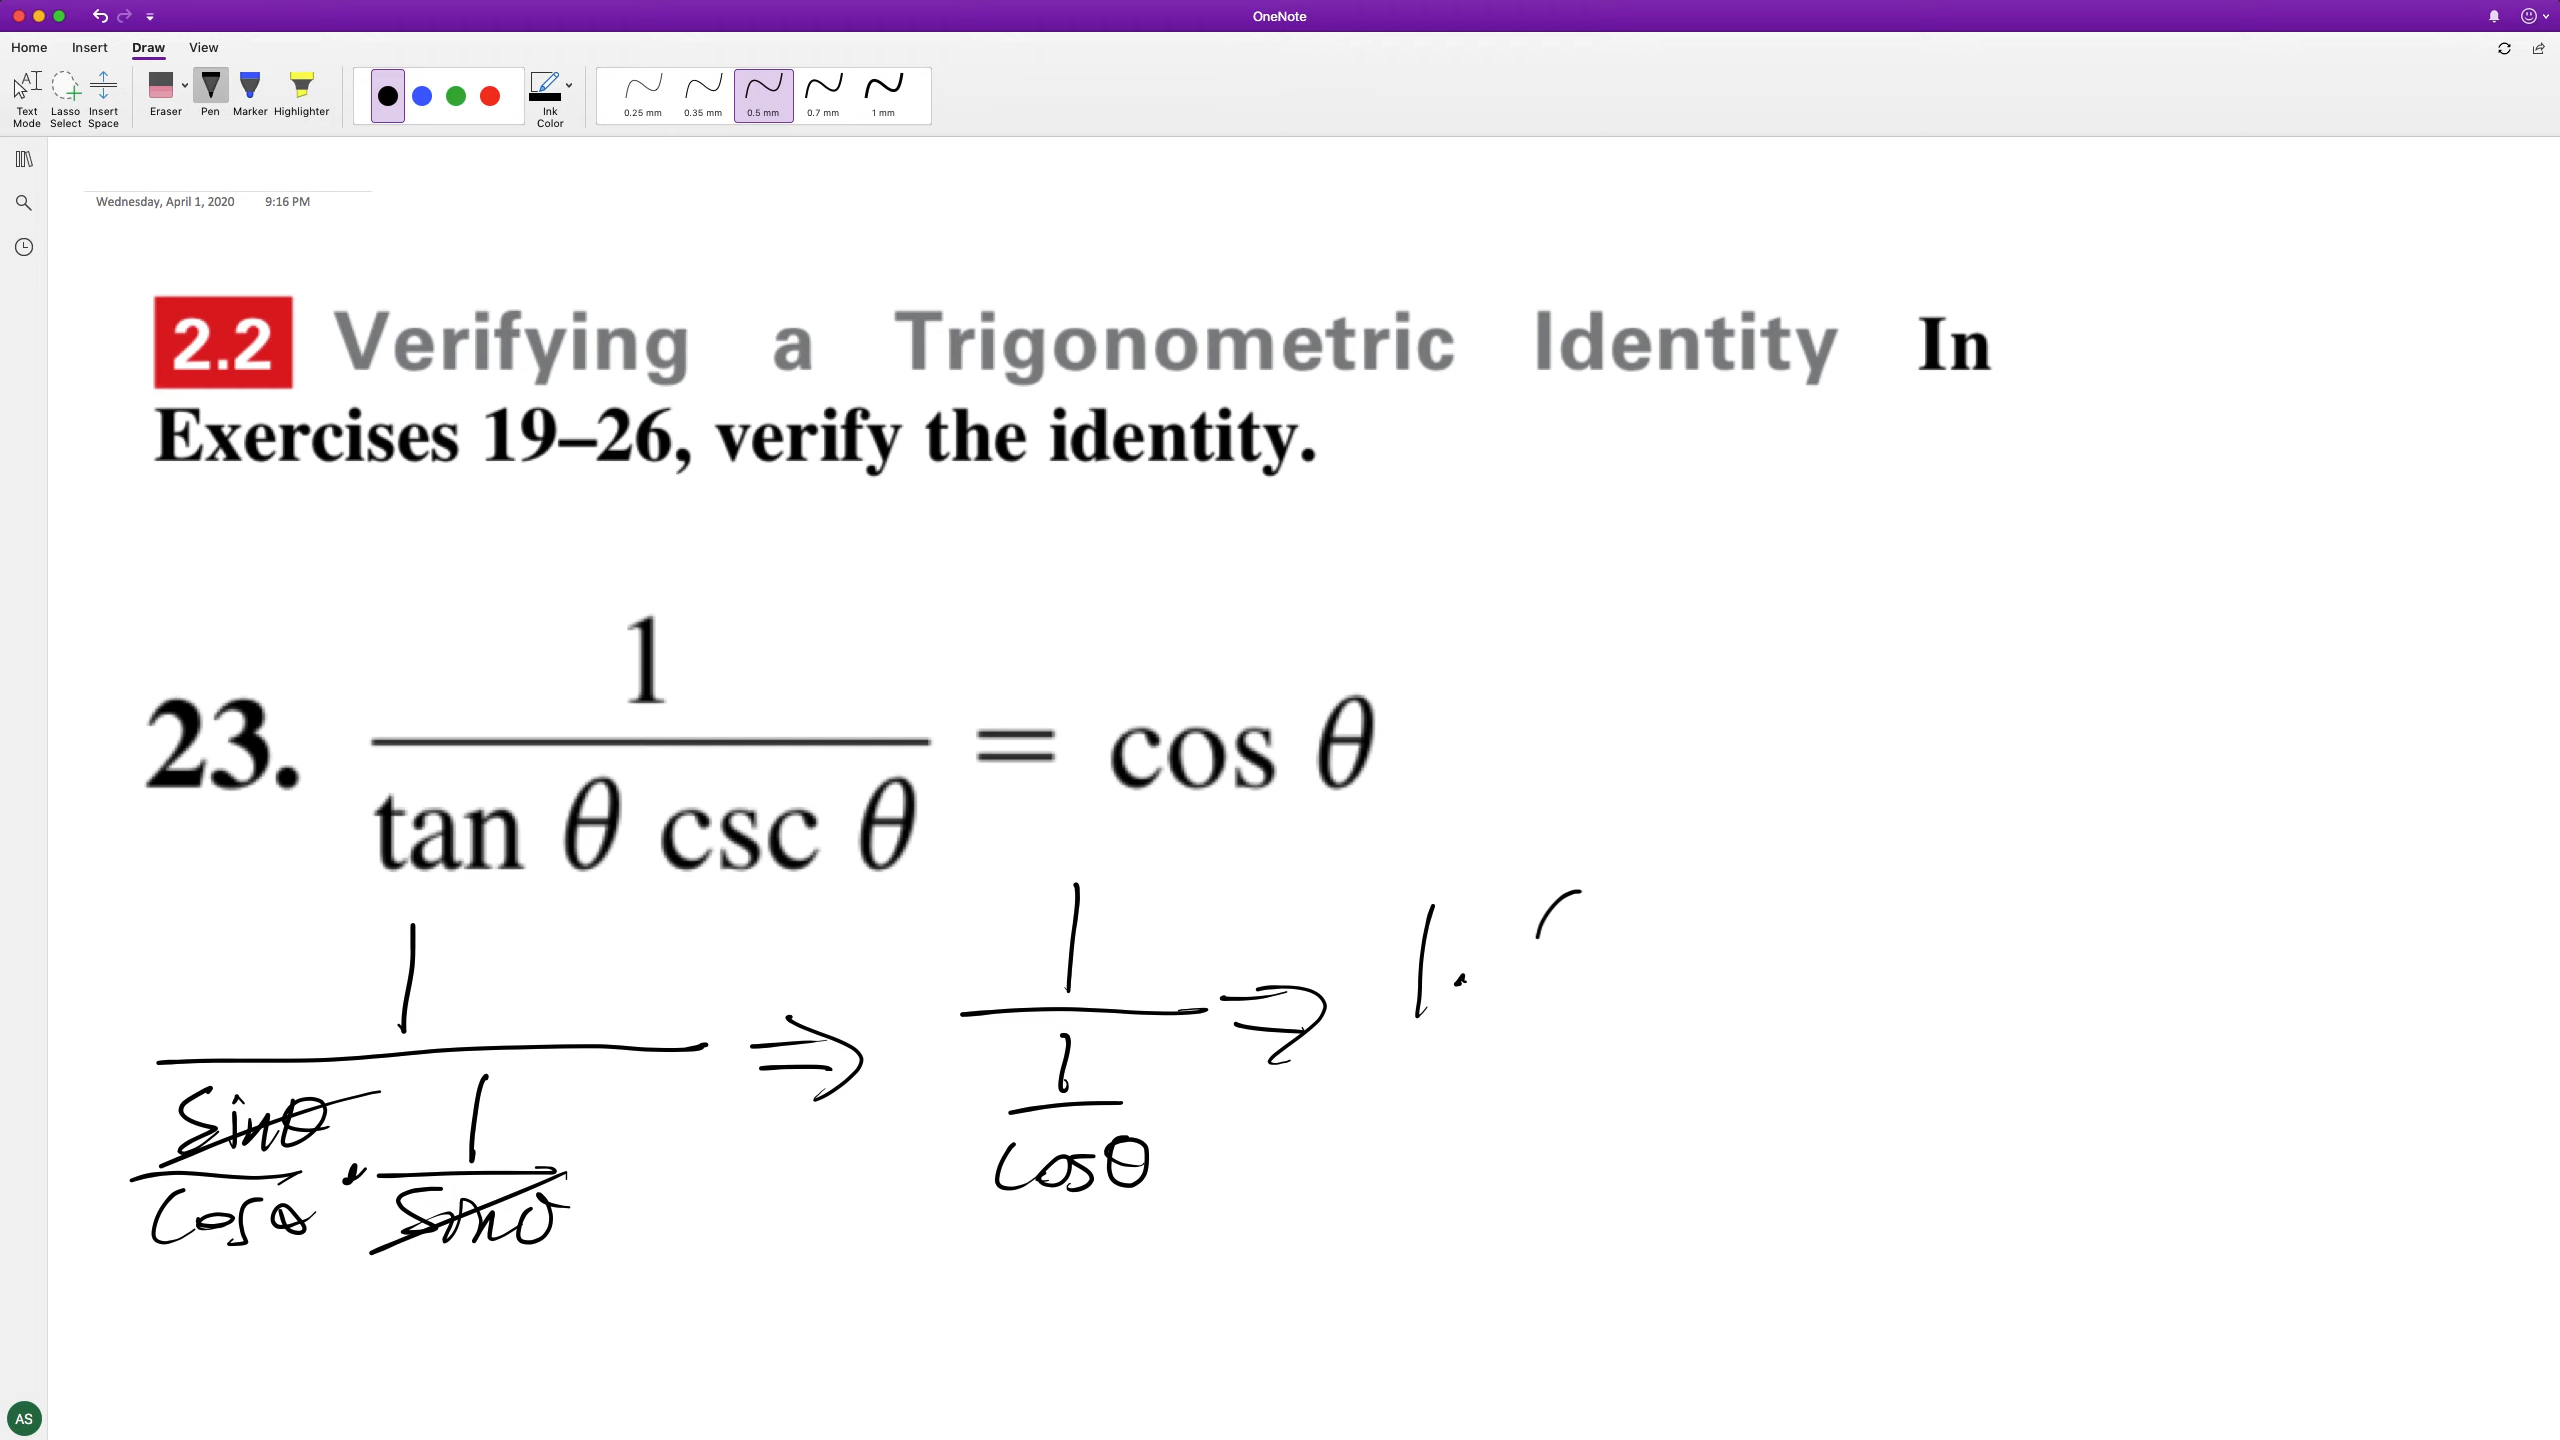 OneNote
Home Insert Draw View
Text Mode Lasso Select Insert Space Eraser Pen Marker Highlighter Ink Color 0.25 mm 0.35 mm 0.5 mm 0.7 mm 1 mm
Wednesday, April 1, 2020 9:16 PM
2.2 Verifying a Trigonometric Identity In
Exercises 19–26, verify the identity.
1
23. = cos θ
tan θ csc θ
1 ⇒ 1 ⇒ 1 ·
sinθ · 1 1
cosθ sinθ cosθ
AS